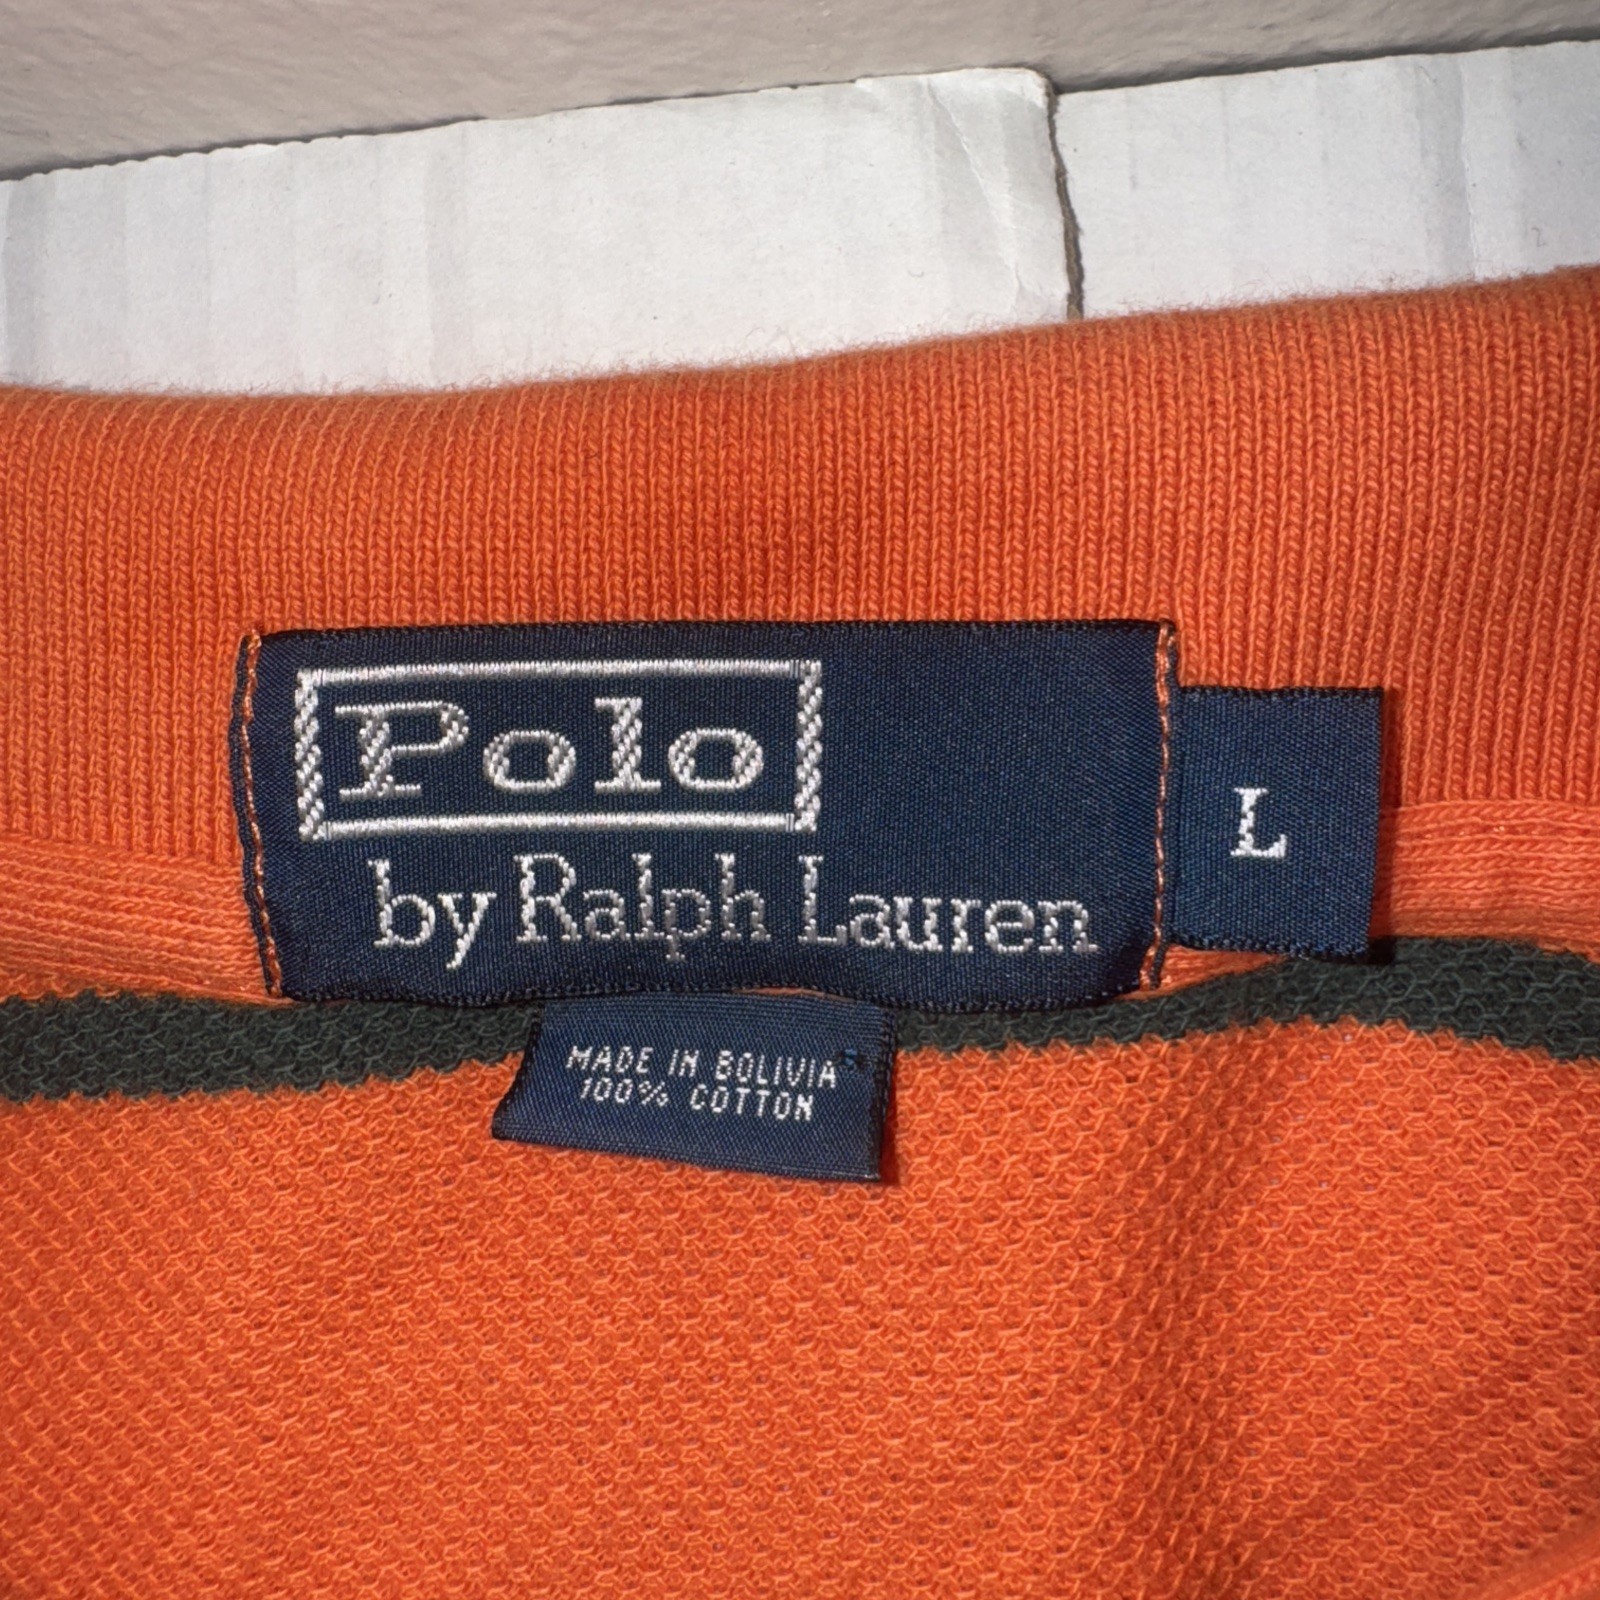 Polo
by Ralph Lauren
L
MADE IN BOLIVIA
100% COTTON